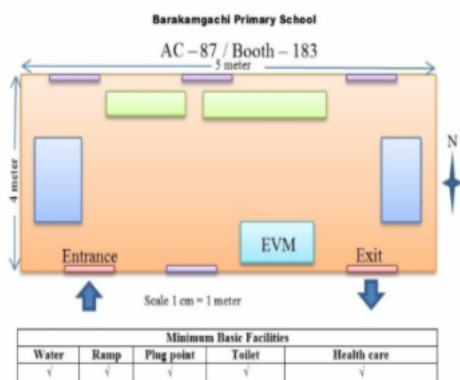 Barakamgachi Primary School
AC – 87 / Booth – 183
5 meter
4 meter
N
EVM
Entrance
Exit
Scale 1 cm = 1 meter
Minimum Basic Facilities
Water Ramp Plug point Toilet Health care
√ √ √ √ √